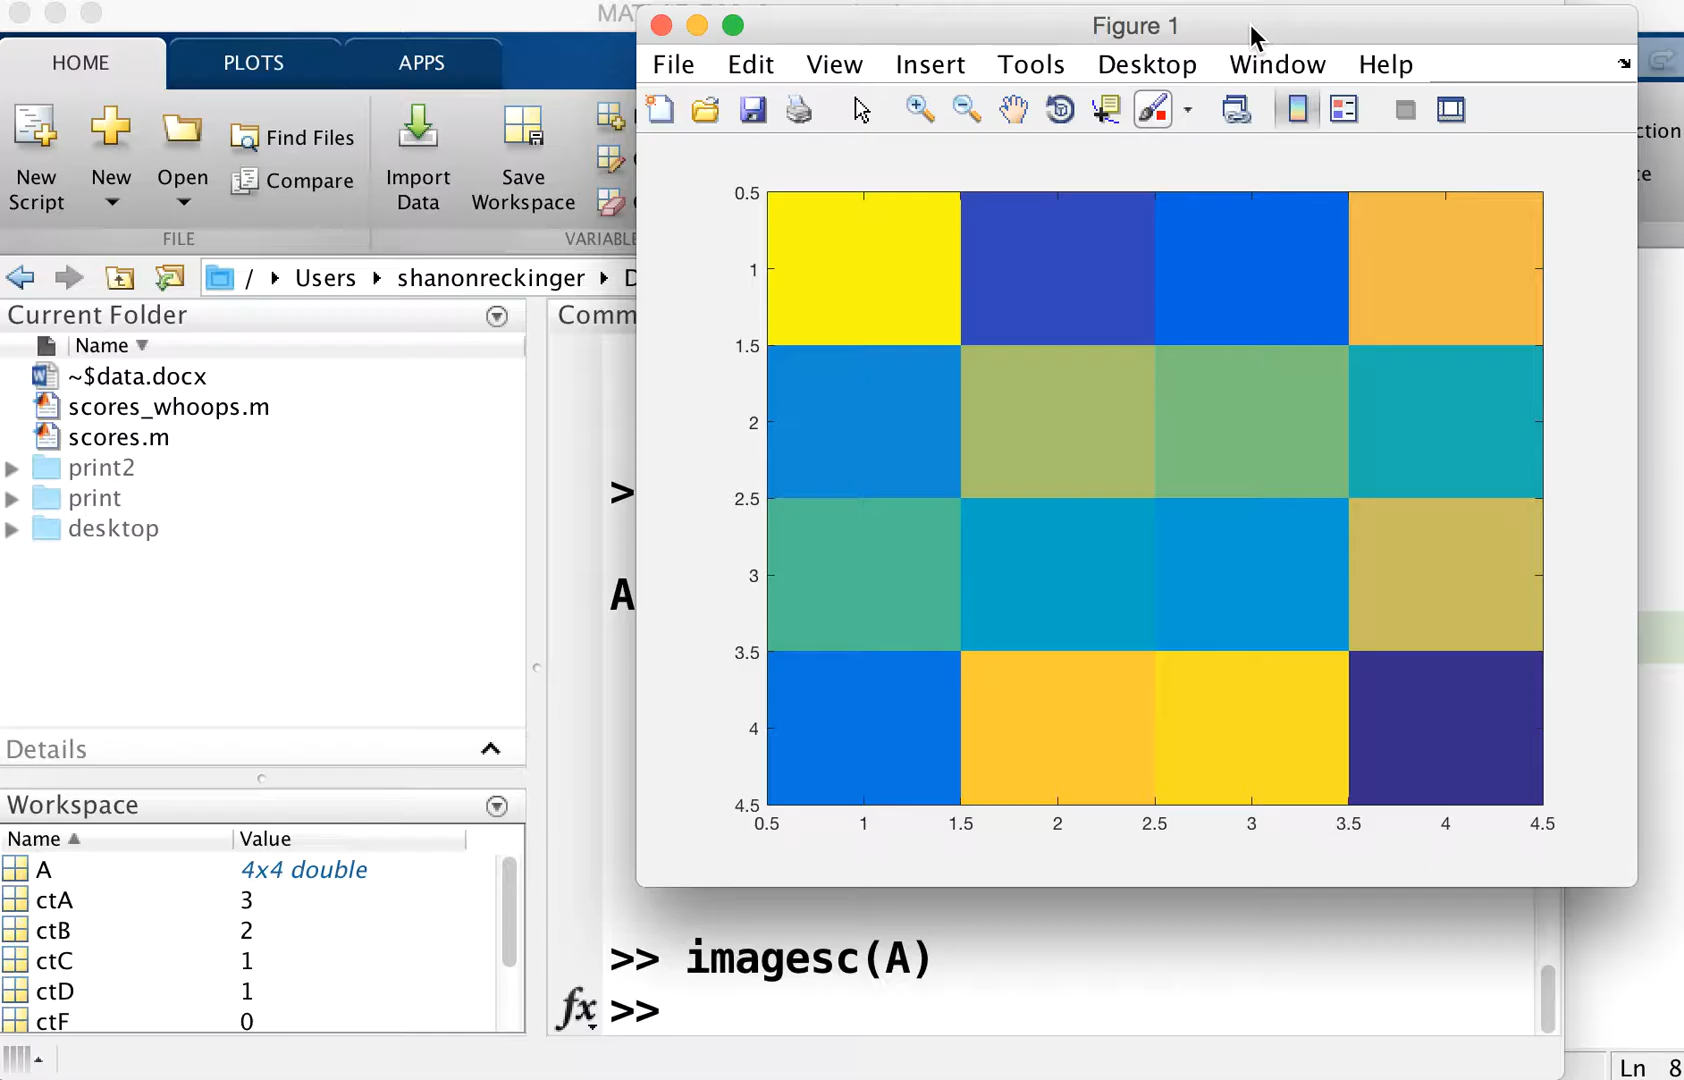 MAT
Figure 1
HOME
PLOTS
APPS
File
Edit
View
Insert
Tools
Desktop
Window
Help
New
Script
New
Open
Find Files
Compare
Import
Data
Save
Workspace
FILE
VARIABLE
ction
/
Users
shanonreckinger
D
Current Folder
Comm
Name
~$data.docx
scores_whoops.m
scores.m
print2
print
desktop
Details
Workspace
Name
Value
A
4x4 double
ctA
3
ctB
2
ctC
1
ctD
1
ctF
0
>
A
0.5
1
1.5
2
2.5
3
3.5
4
4.5
0.5
1
1.5
2
2.5
3
3.5
4
4.5
>> imagesc(A)
fx >>
Ln 8